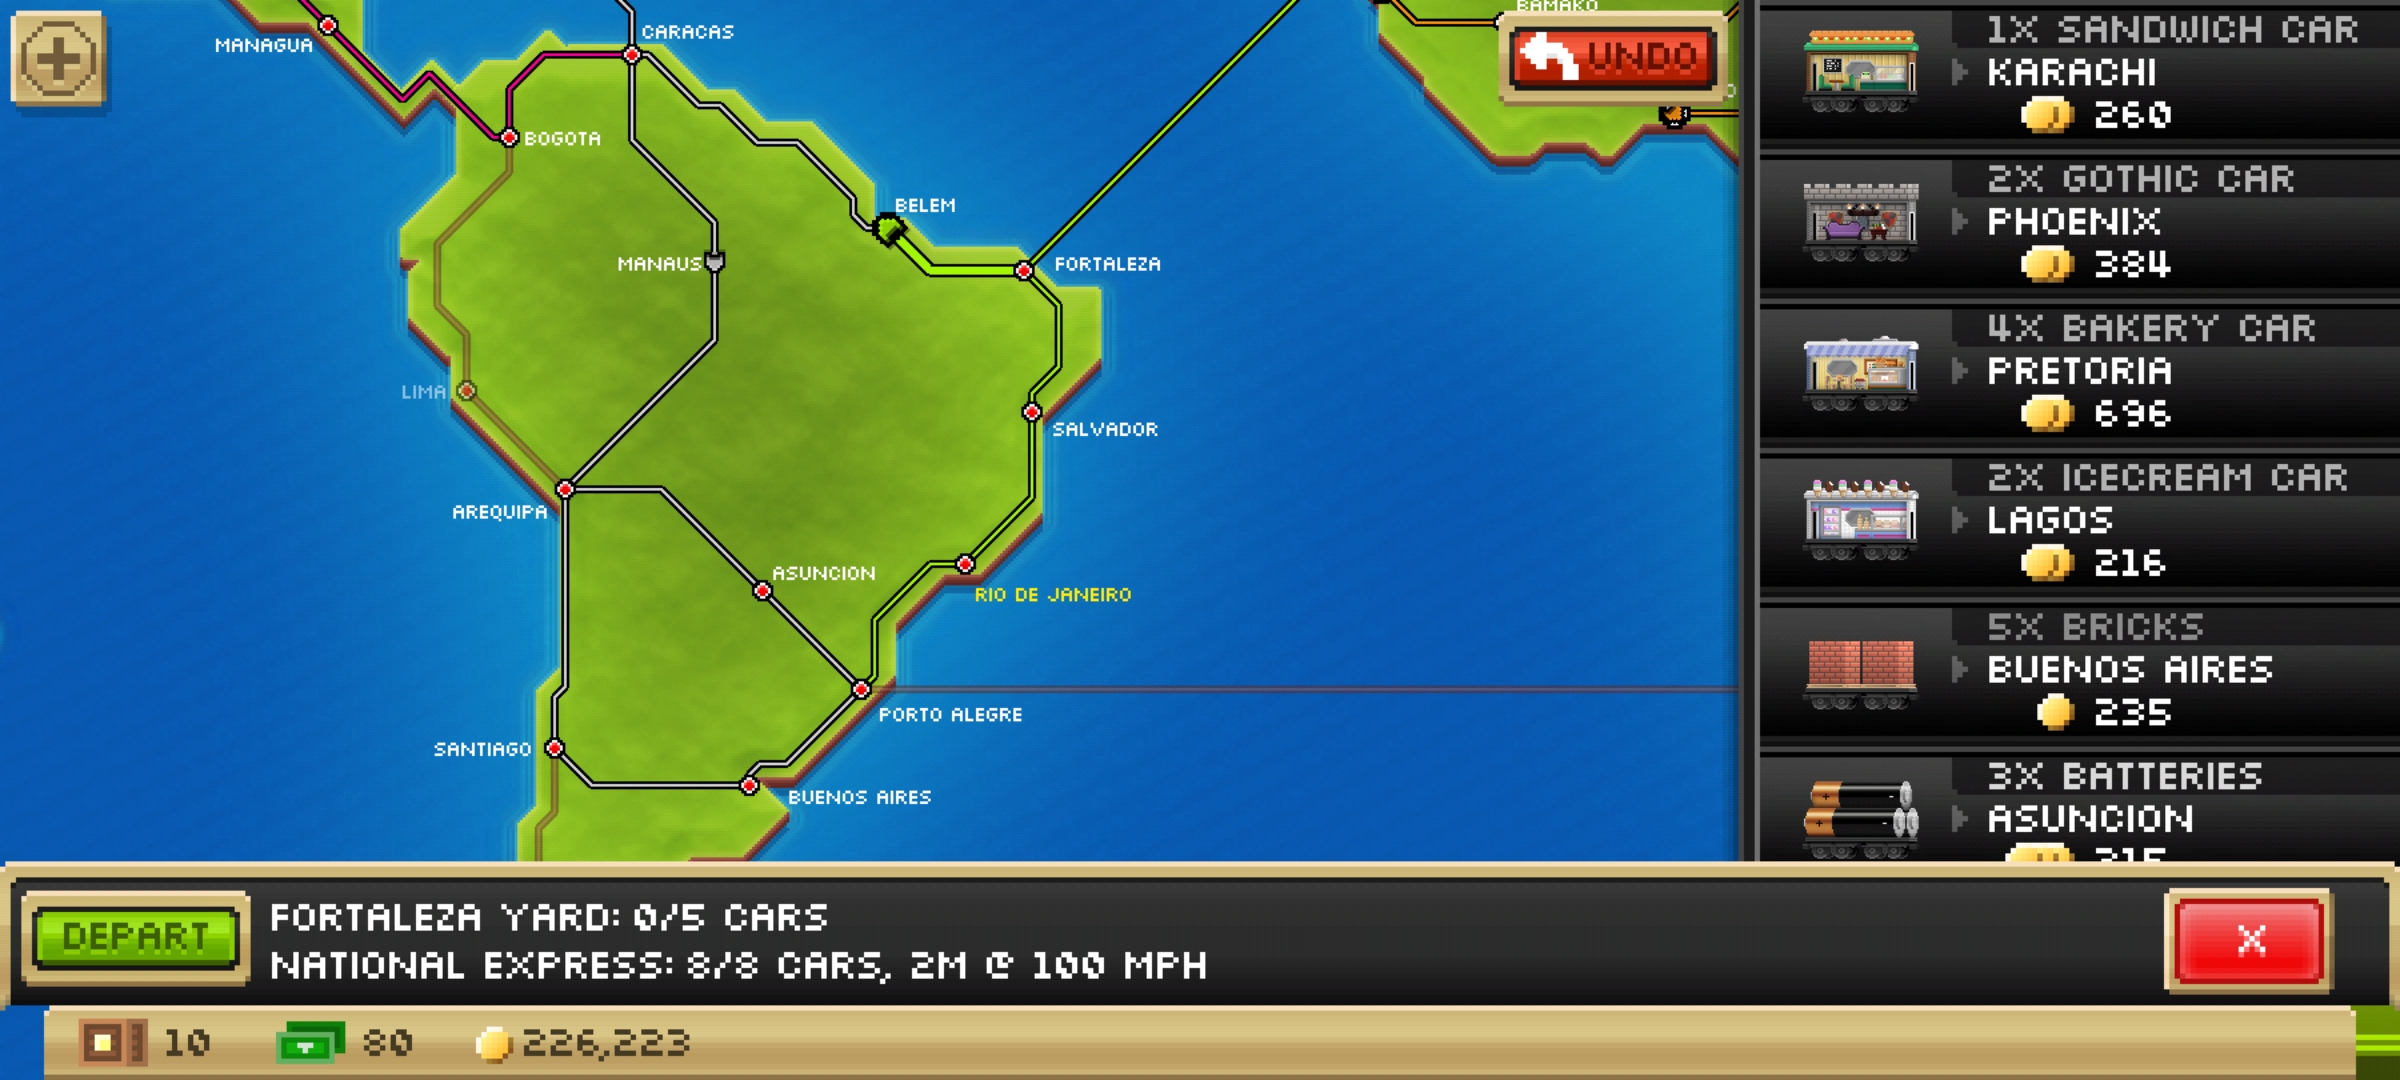 BAMAKO
CARACAS
MANAGUA
UNDO
BOGOTA
BELEM
MANAUS
FORTALEZA
LIMA
SALVADOR
AREQUIPA
ASUNCION
RIO DE JANEIRO
PORTO ALEGRE
SANTIAGO
BUENOS AIRES
1X SANDWICH CAR
KARACHI
260
2X GOTHIC CAR
PHOENIX
384
4X BAKERY CAR
PRETORIA
696
2X ICECREAM CAR
LAGOS
216
5X BRICKS
BUENOS AIRES
235
3X BATTERIES
ASUNCION
DEPART
FORTALEZA YARD: 0/5 CARS
NATIONAL EXPRESS: 8/8 CARS, 2M @ 100 MPH
X
10
80
226,223